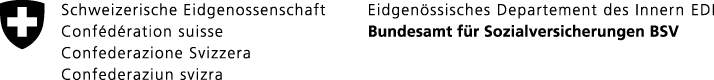 Schweizerische Eidgenossenschaft
Confédération suisse
Confederazione Svizzera
Confederaziun svizra
Eidgenössisches Departement des Innern EDI
Bundesamt für Sozialversicherungen BSV